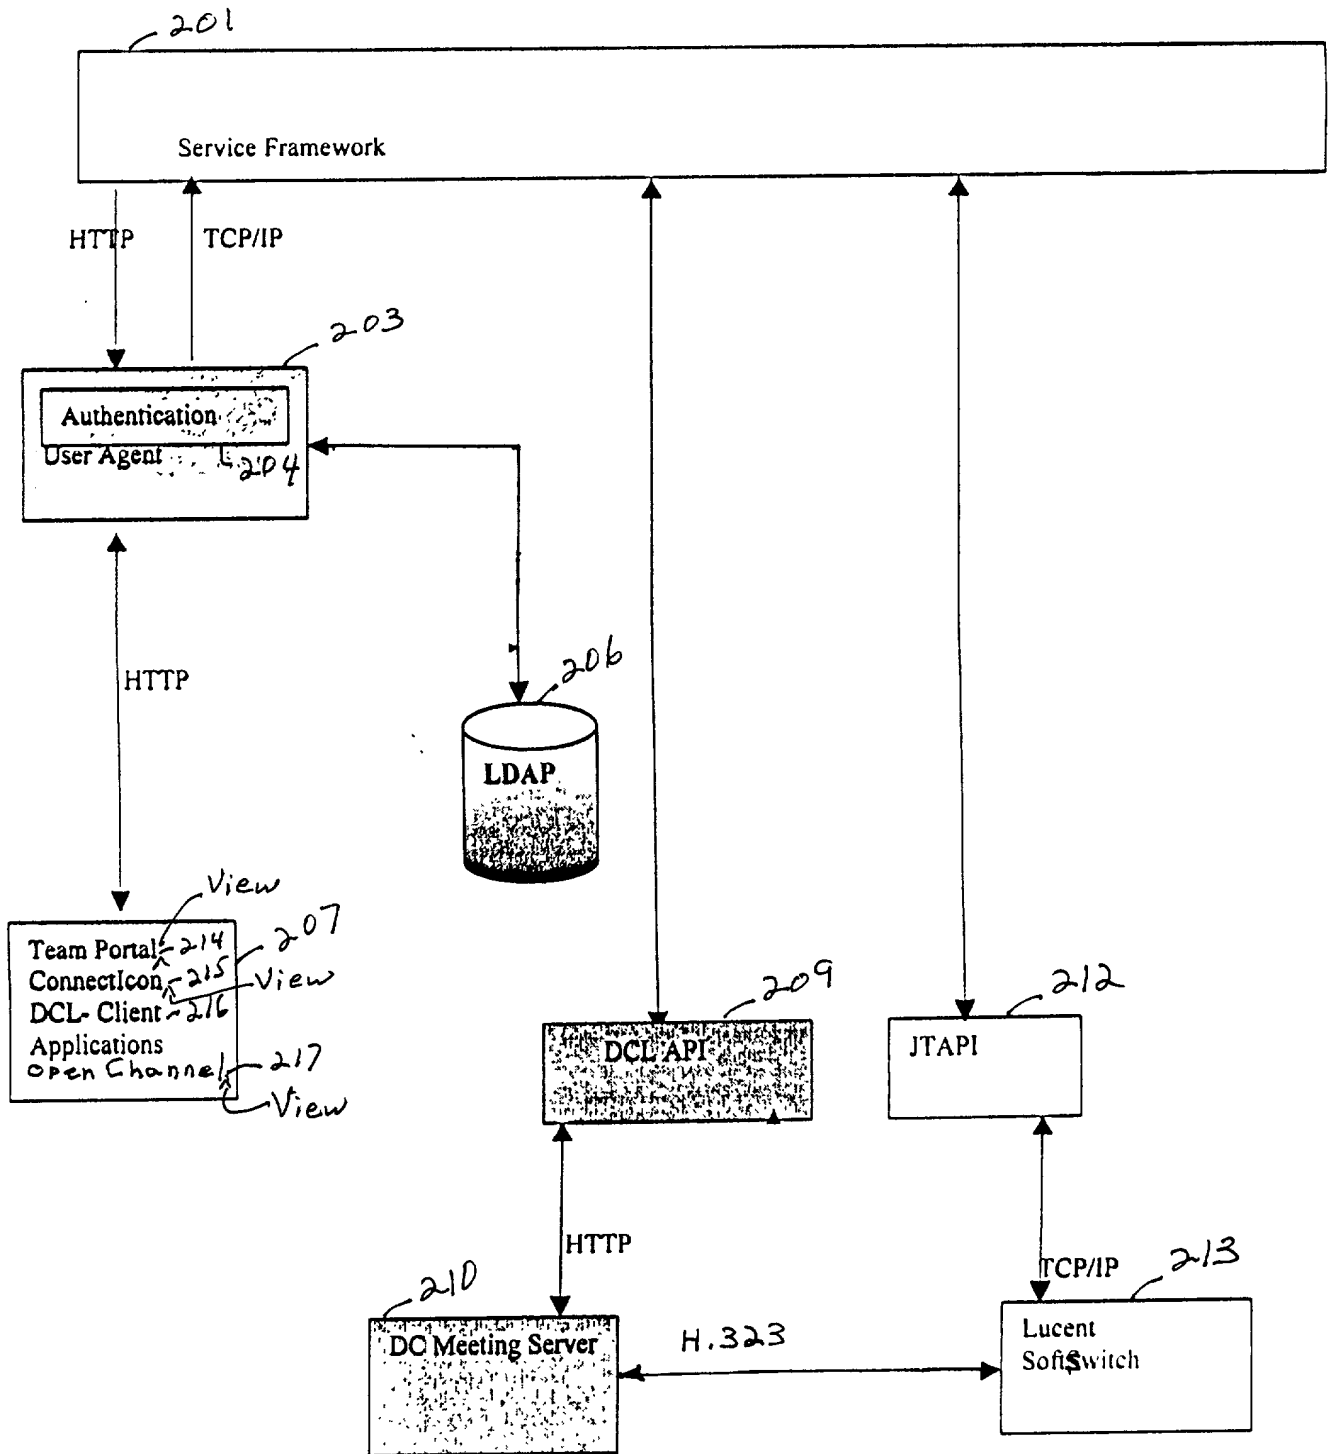 201
Service Framework
HTTP
TCP/IP
203
Authentication
User Agent
204
HTTP
206
LDAP
View
Team Portal 214
207
ConnectIcon 215
View
DCL- Client 216
Applications
Open Channel 217
View
209
DCL API
212
JTAPI
HTTP
TCP/IP
213
210
DC Meeting Server
H.323
Lucent
SoftSwitch